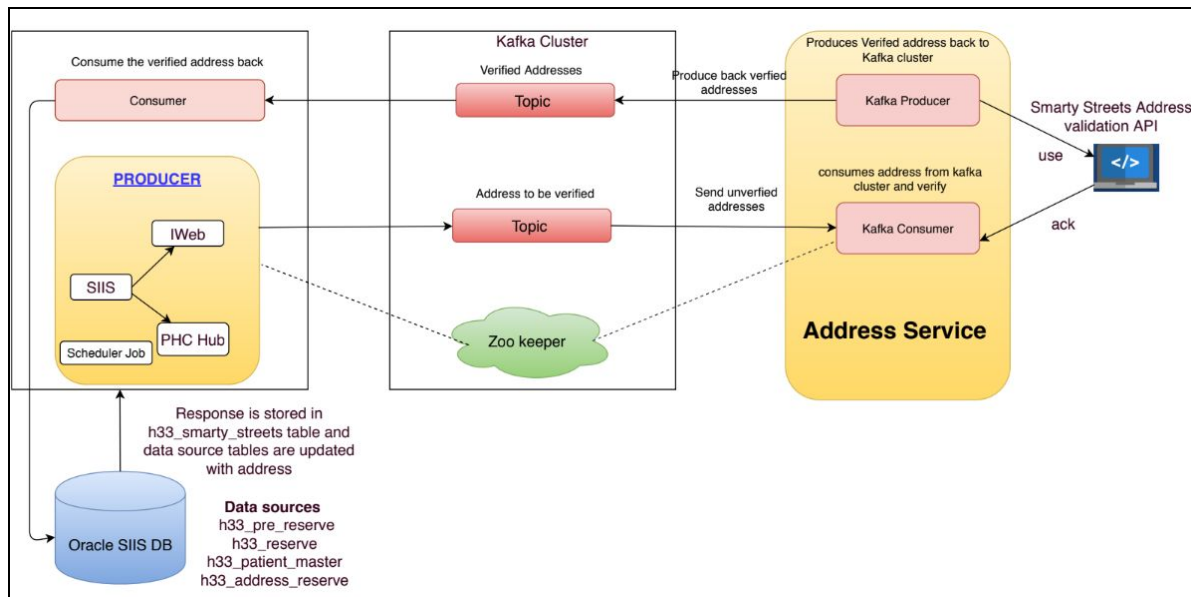 Consume the verified address back
Consumer
PRODUCER
IWeb
SIIS
PHC Hub
Scheduler Job
Kafka Cluster
Verified Addresses
Topic
Produce back verfied
addresses
Address to be verified
Topic
Send unverfied
addresses
Zoo keeper
Produces Verifed address back to
Kafka cluster
Kafka Producer
consumes address from kafka
cluster and verify
Kafka Consumer
Address Service
Smarty Streets Address
validation API
use
</>
ack
Response is stored in
h33_smarty_streets table and
data source tables are updated
with address
Oracle SIIS DB
Data sources
h33_pre_reserve
h33_reserve
h33_patient_master
h33_address_reserve